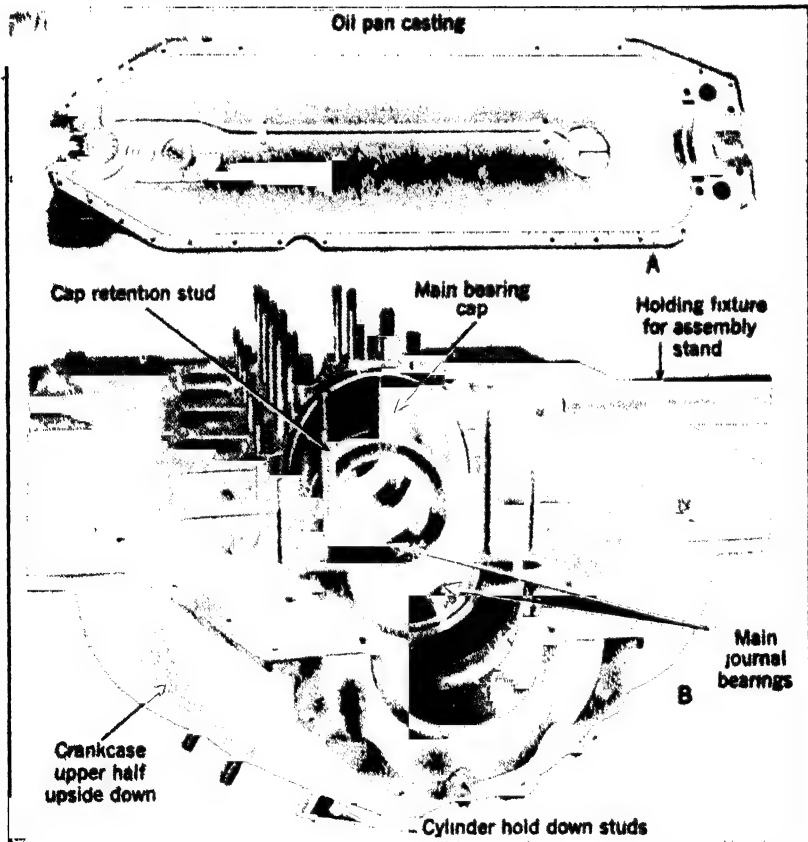 Oil pan casting
A
Cap retention stud
Main bearing
cap
Holding fixture
for assembly
stand
Main
journal
bearings
B
Crankcase
upper half
upside down
Cylinder hold down studs